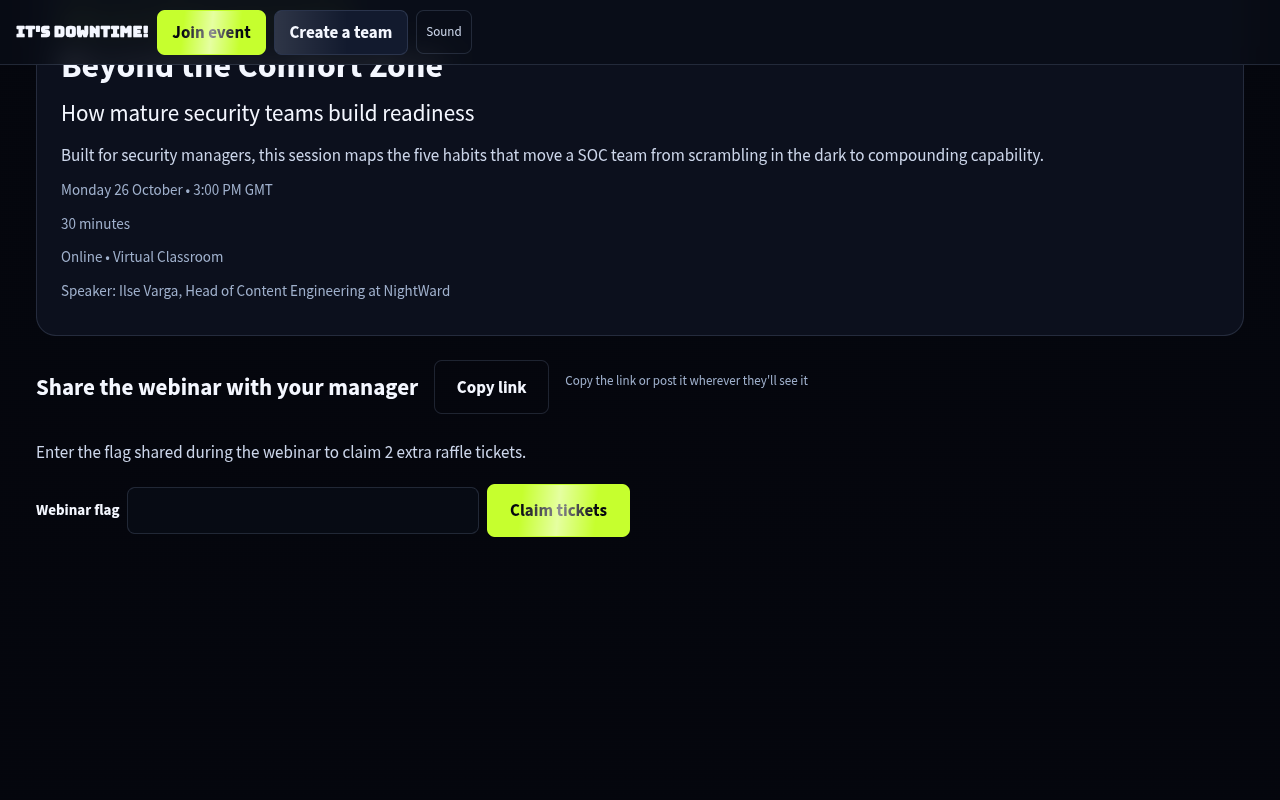 IT'S DOWNTIME!
Join event
Create a team
Sound
Beyond the Comfort Zone
How mature security teams build readiness
Built for security managers, this session maps the five habits that move a SOC team from scrambling in the dark to compounding capability.
Monday 26 October • 3:00 PM GMT
30 minutes
Online • Virtual Classroom
Speaker: Ilse Varga, Head of Content Engineering at NightWard
Share the webinar with your manager
Copy link
Copy the link or post it wherever they'll see it
Enter the flag shared during the webinar to claim 2 extra raffle tickets.
Webinar flag
Claim tickets